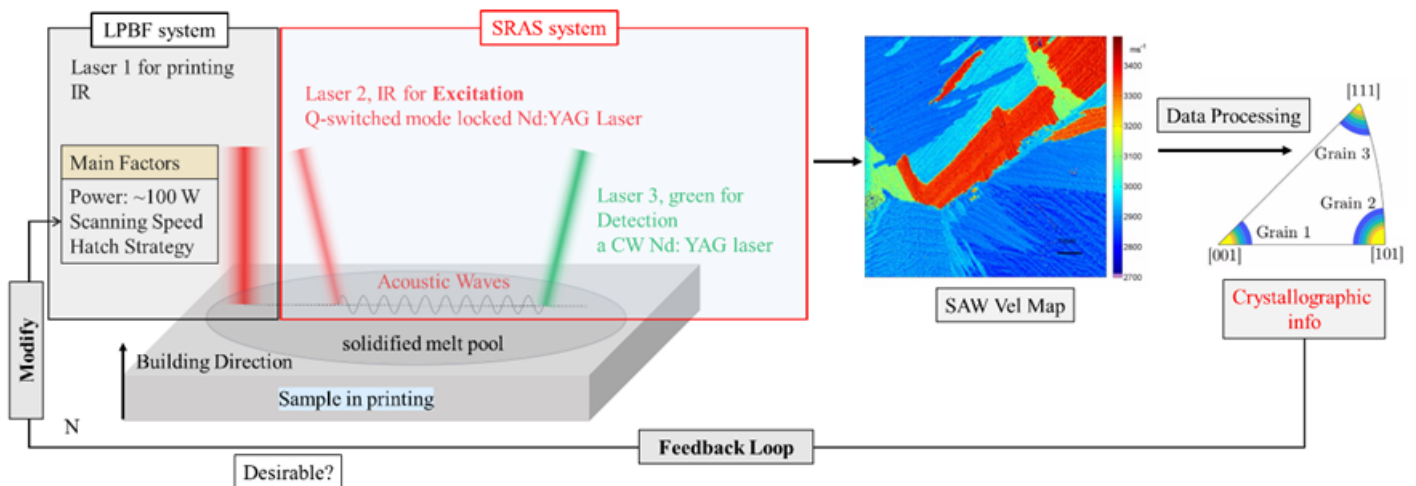 LPBF system
Laser 1 for printing
IR
Main Factors
Power: ~100 W
Scanning Speed
Hatch Strategy
SRAS system
Laser 2, IR for Excitation
Q-switched mode locked Nd:YAG Laser
Laser 3, green for
Detection
a CW Nd: YAG laser
Acoustic Waves
solidified melt pool
Building Direction
Sample in printing
ms⁻¹
3400
3300
3200
3100
3000
2900
2800
2700
SAW Vel Map
Data Processing
[111]
Grain 3
Grain 2
Grain 1
[001]
[101]
Crystallographic
info
Modify
N
Feedback Loop
Desirable?